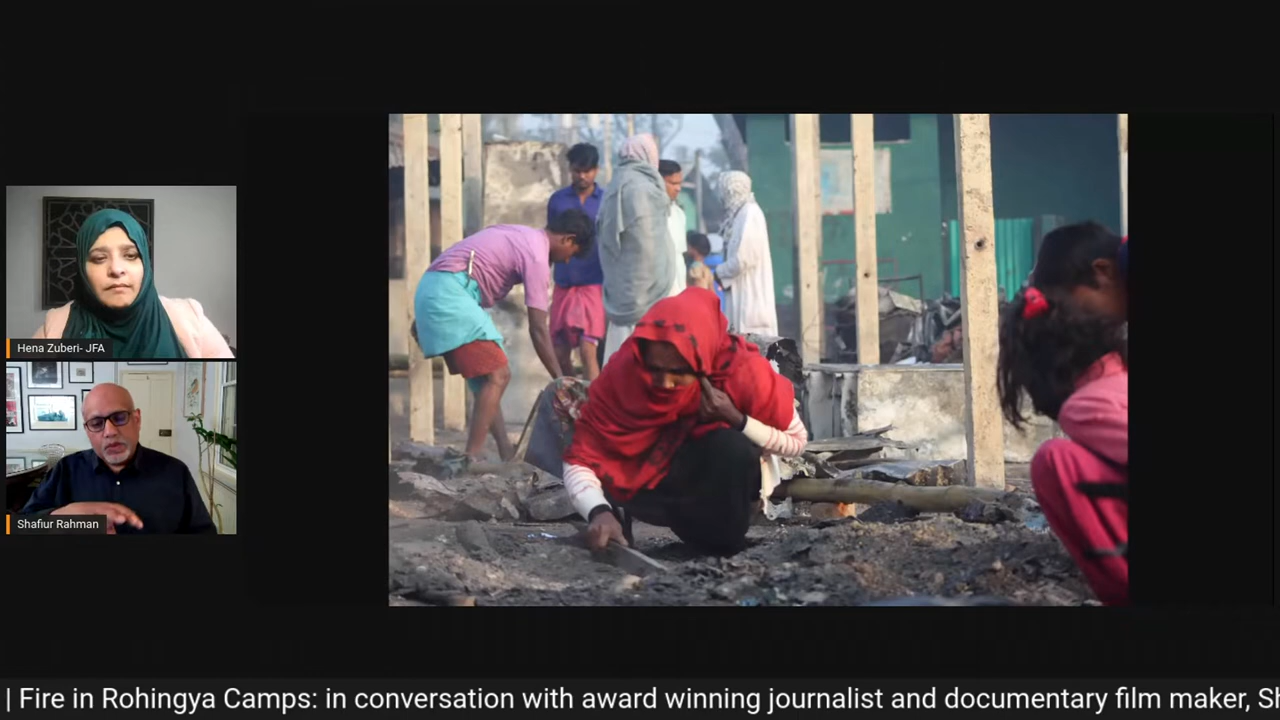 Hena Zuberi- JFA
Shafiur Rahman
| Fire in Rohingya Camps: in conversation with award winning journalist and documentary film maker, Sh